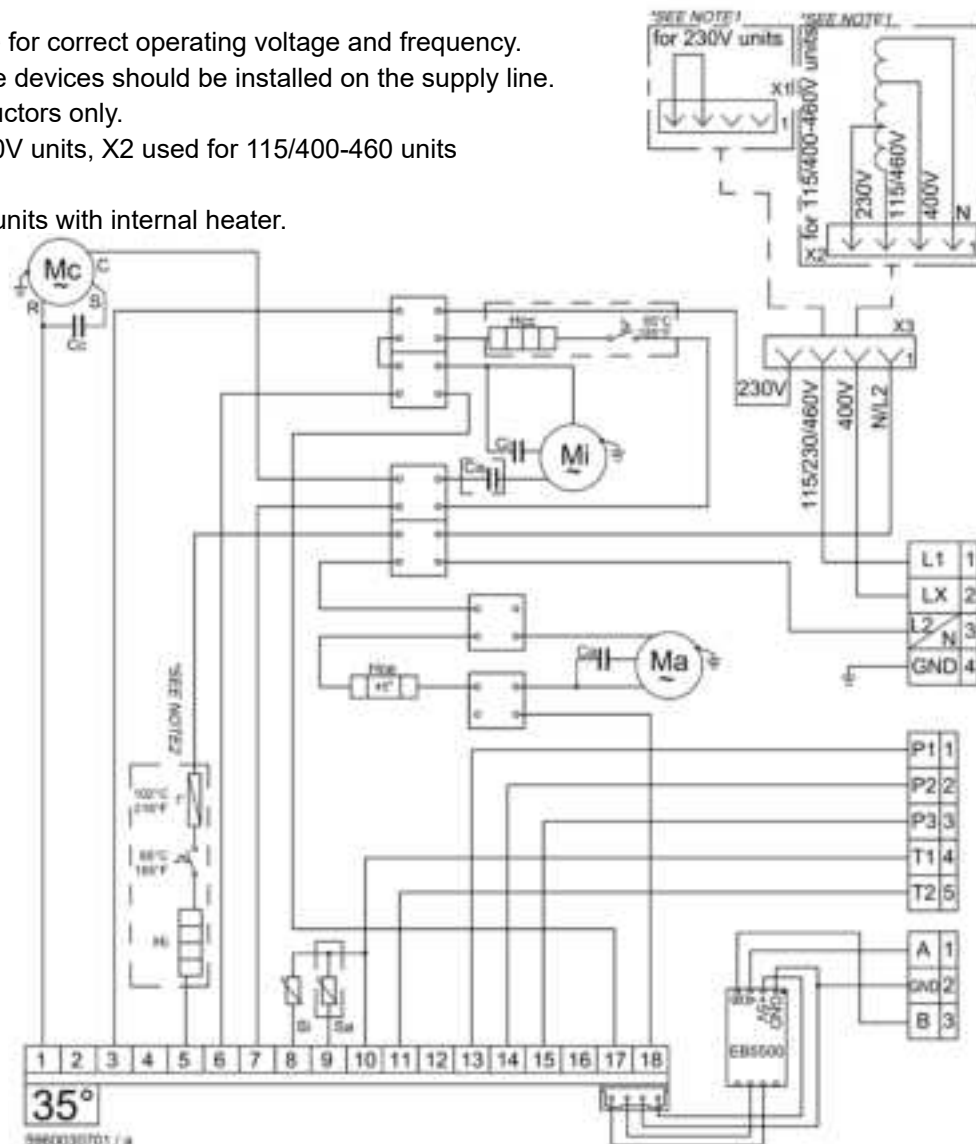 for correct operating voltage and frequency.
e devices should be installed on the supply line.
uctors only.
0V units, X2 used for 115/400-460 units
units with internal heater.
*SEE NOTE1
for 230V units
X1
1
*SEE NOTE1
for 115/400-460V units
230V
115/460V
400V
N
X2
1
X3
1
230V
115/230/460V
400V
N/L2
Mc
~
C
R
S
Cc
Mi
~
Ma
~
L1 1
LX 2
L2/N 3
GND 4
*SEE NOTE2
Hi
P1 1
P2 2
P3 3
T1 4
T2 5
A 1
GND 2
B 3
EB5500
Si
Sa
1 2 3 4 5 6 7 8 9 10 11 12 13 14 15 16 17 18
35°